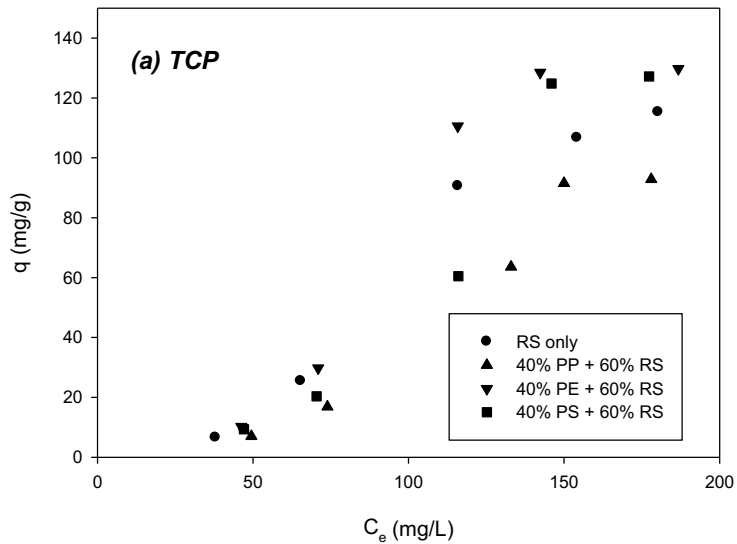 (a) TCP
140
120
100
80
60
40
20
0
q (mg/g)
RS only
40% PP + 60% RS
40% PE + 60% RS
40% PS + 60% RS
0 50 100 150 200
Ce (mg/L)